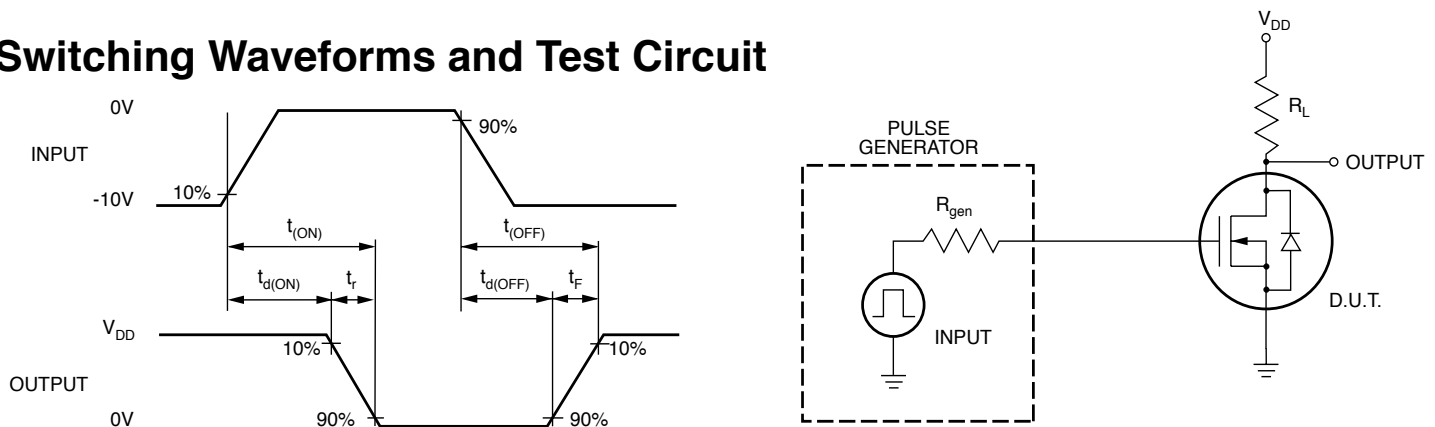 Switching Waveforms and Test Circuit
0V
INPUT
-10V
10%
90%
t(ON)
t(OFF)
td(ON)
tr
td(OFF)
tF
VDD
10%
10%
OUTPUT
0V
90%
90%
VDD
RL
OUTPUT
PULSE
GENERATOR
Rgen
INPUT
D.U.T.